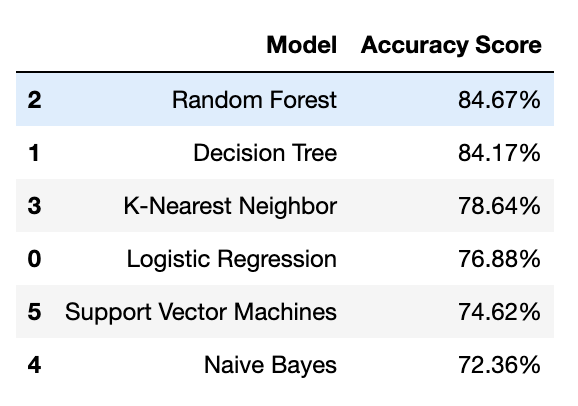 Model Accuracy Score
2 Random Forest 84.67%
1 Decision Tree 84.17%
3 K-Nearest Neighbor 78.64%
0 Logistic Regression 76.88%
5 Support Vector Machines 74.62%
4 Naive Bayes 72.36%